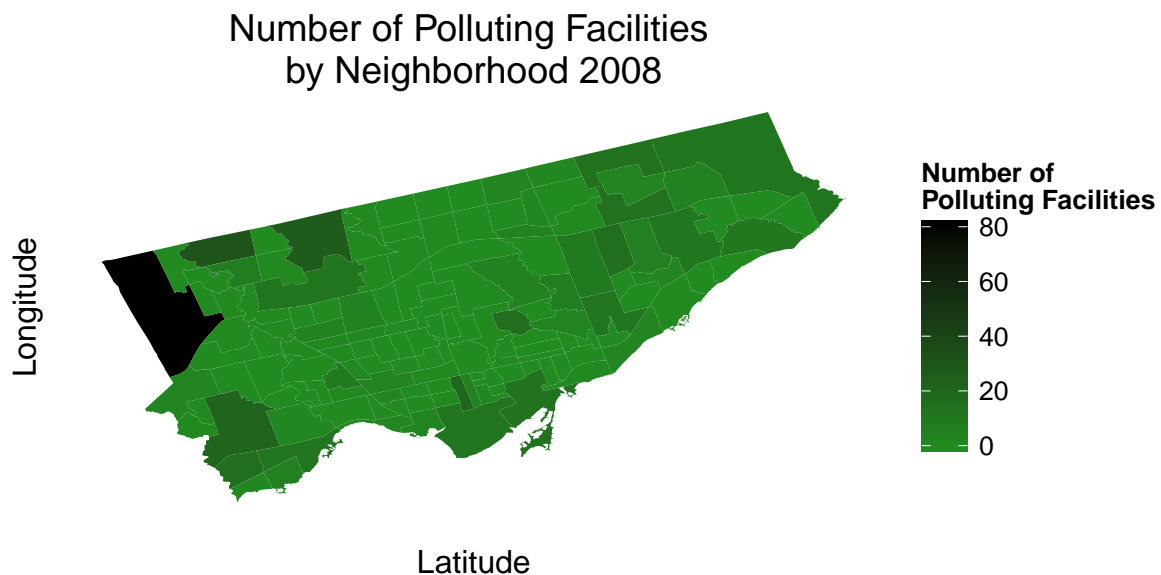 Number of Polluting Facilities
by Neighborhood 2008
Longitude
Latitude
Number of
Polluting Facilities
80
60
40
20
0